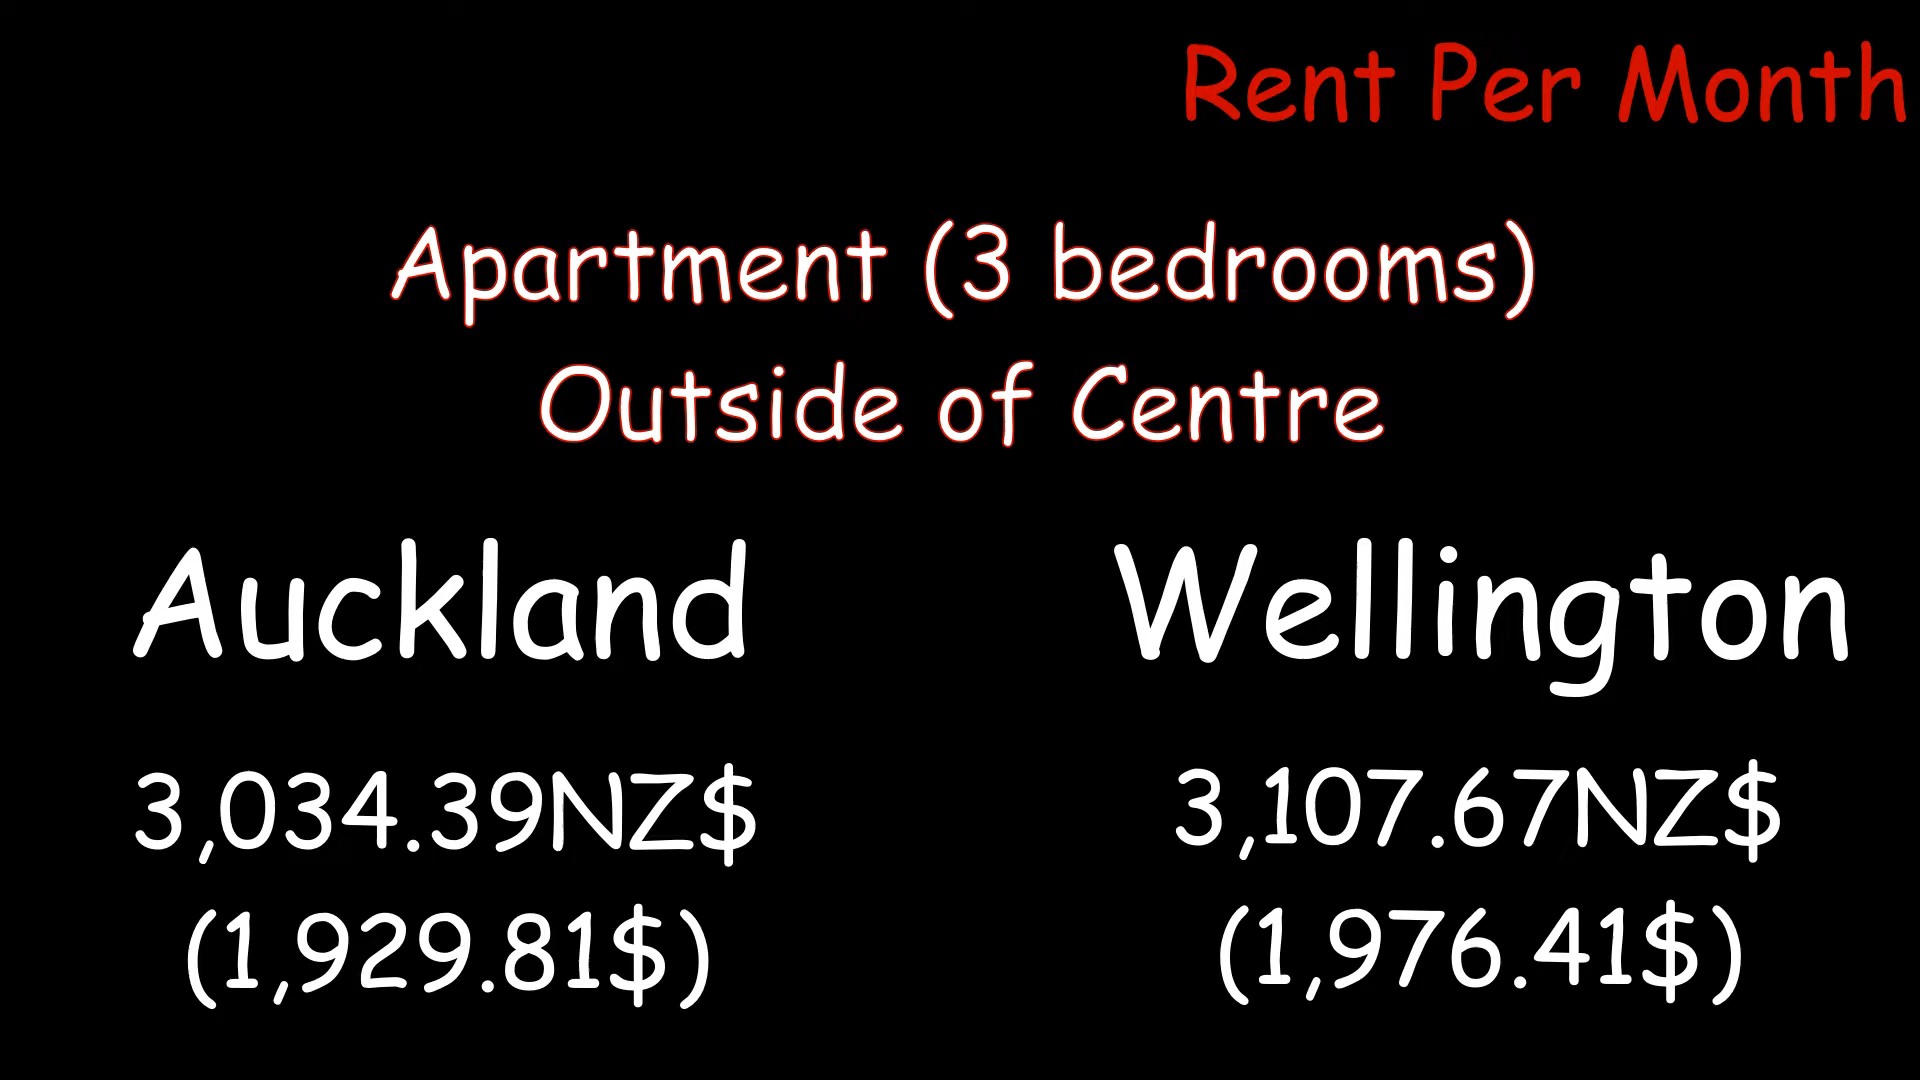 Rent Per Month
Apartment (3 bedrooms)
Outside of Centre
Auckland
Wellington
3,034.39NZ$
3,107.67NZ$
(1,929.81$)
(1,976.41$)